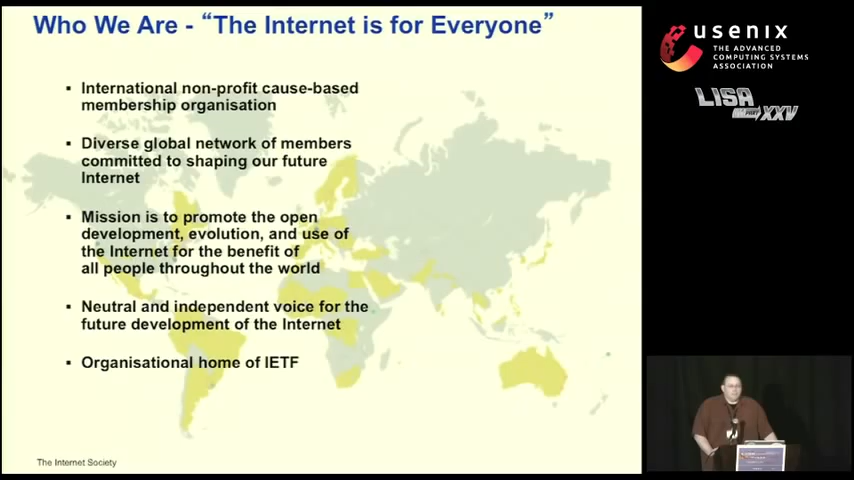 Who We Are - “The Internet is for Everyone”
▪ International non-profit cause-based
membership organisation
▪ Diverse global network of members
committed to shaping our future
Internet
▪ Mission is to promote the open
development, evolution, and use of
the Internet for the benefit of
all people throughout the world
▪ Neutral and independent voice for the
future development of the Internet
▪ Organisational home of IETF
The Internet Society
usenix
THE ADVANCED
COMPUTING SYSTEMS
ASSOCIATION
LISA
XXV